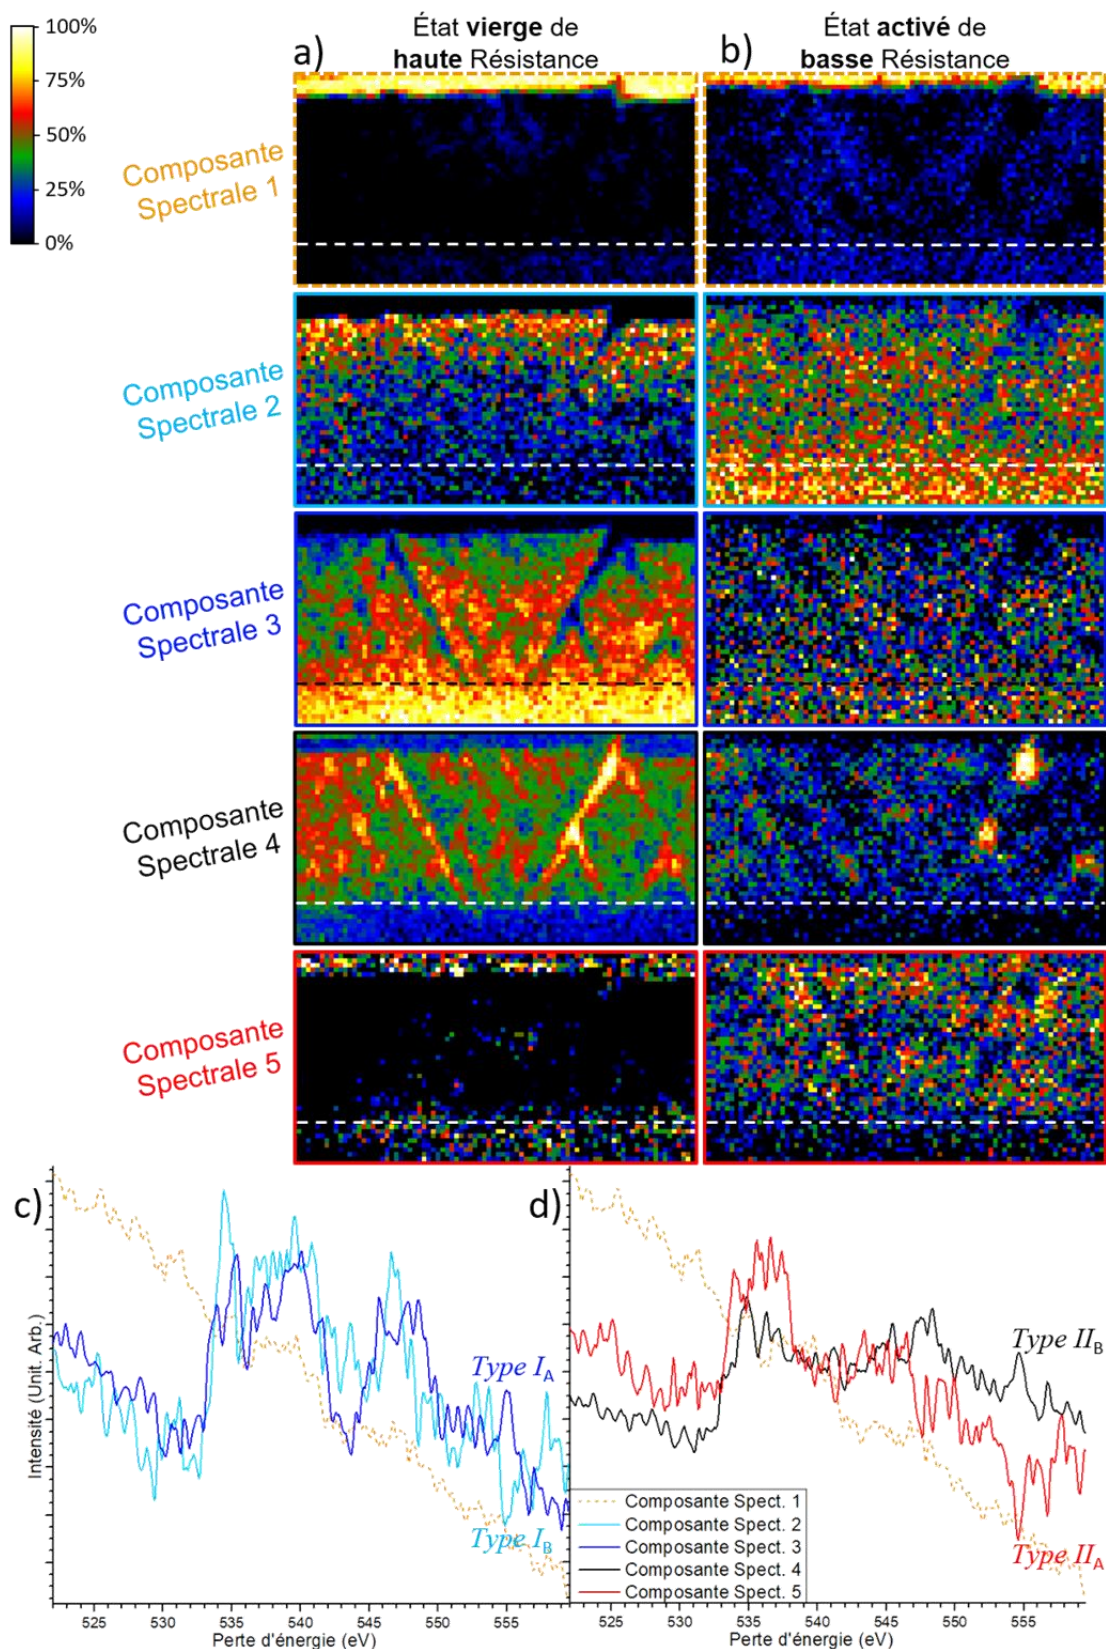 100%
75%
50%
25%
0%
a)
État vierge de
haute Résistance
b)
État activé de
basse Résistance
Composante
Spectrale 1
Composante
Spectrale 2
Composante
Spectrale 3
Composante
Spectrale 4
Composante
Spectrale 5
c)
d)
Intensité (Unit. Arb.)
Type IA
Type IB
Type IIB
Type IIA
Composante Spect. 1
Composante Spect. 2
Composante Spect. 3
Composante Spect. 4
Composante Spect. 5
525 530 535 540 545 550 555
525 530 535 540 545 550 555
Perte d'énergie (eV)
Perte d'énergie (eV)